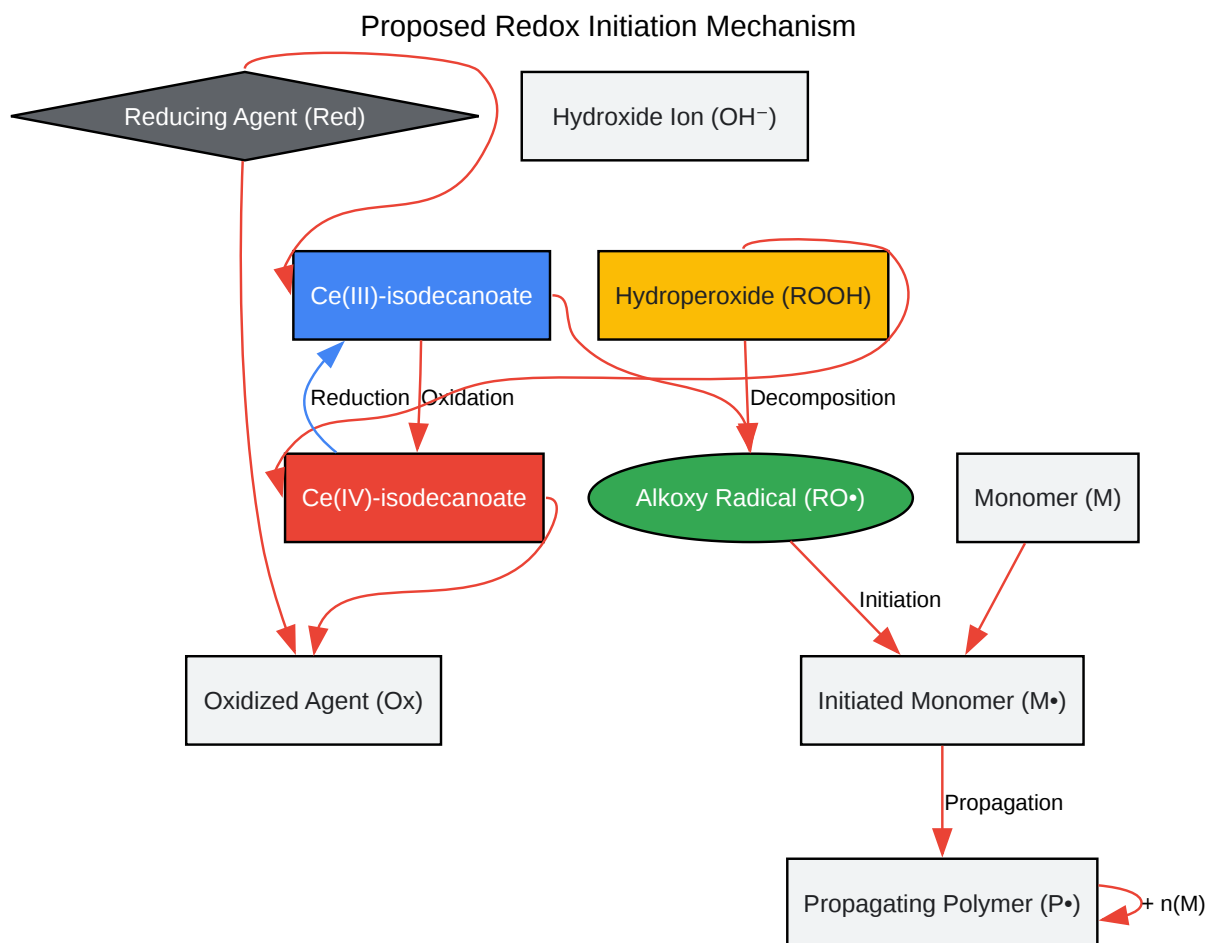 Proposed Redox Initiation Mechanism
Reducing Agent (Red)
Hydroxide Ion (OH⁻)
Ce(III)-isodecanoate
Hydroperoxide (ROOH)
Reduction
Oxidation
Decomposition
Ce(IV)-isodecanoate
Alkoxy Radical (RO•)
Monomer (M)
Initiation
Oxidized Agent (Ox)
Initiated Monomer (M•)
Propagation
Propagating Polymer (P•)
+ n(M)